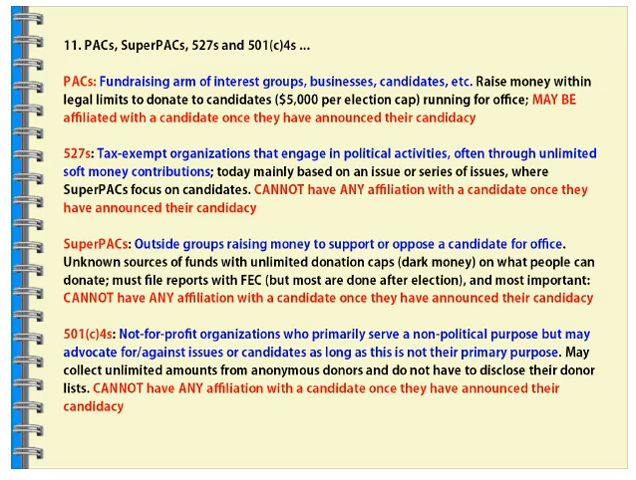 11. PACs, SuperPACs, 527s and 501(c)4s ...
PACs: Fundraising arm of interest groups, businesses, candidates, etc. Raise money within
legal limits to donate to candidates ($5,000 per election cap) running for office; MAY BE
affiliated with a candidate once they have announced their candidacy
527s: Tax-exempt organizations that engage in political activities, often through unlimited
soft money contributions; today mainly based on an issue or series of issues, where
SuperPACs focus on candidates. CANNOT have ANY affiliation with a candidate once they
have announced their candidacy
SuperPACs: Outside groups raising money to support or oppose a candidate for office.
Unknown sources of funds with unlimited donation caps (dark money) on what people can
donate; must file reports with FEC (but most are done after election), and most important:
CANNOT have ANY affiliation with a candidate once they have announced their candidacy
501(c)4s: Not-for-profit organizations who primarily serve a non-political purpose but may
advocate for/against issues or candidates as long as this is not their primary purpose. May
collect unlimited amounts from anonymous donors and do not have to disclose their donor
lists. CANNOT have ANY affiliation with a candidate once they have announced their
candidacy